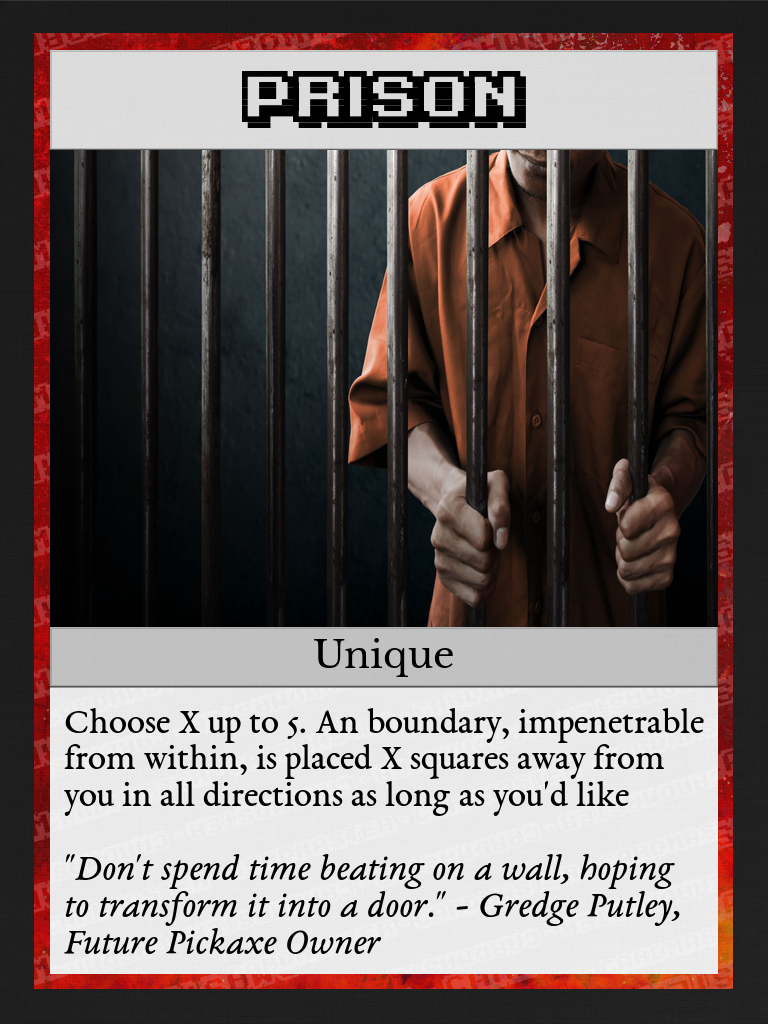 PRISON
Unique
Choose X up to 5. An boundary, impenetrable
from within, is placed X squares away from
you in all directions as long as you'd like
"Don't spend time beating on a wall, hoping
to transform it into a door." - Gredge Putley,
Future Pickaxe Owner